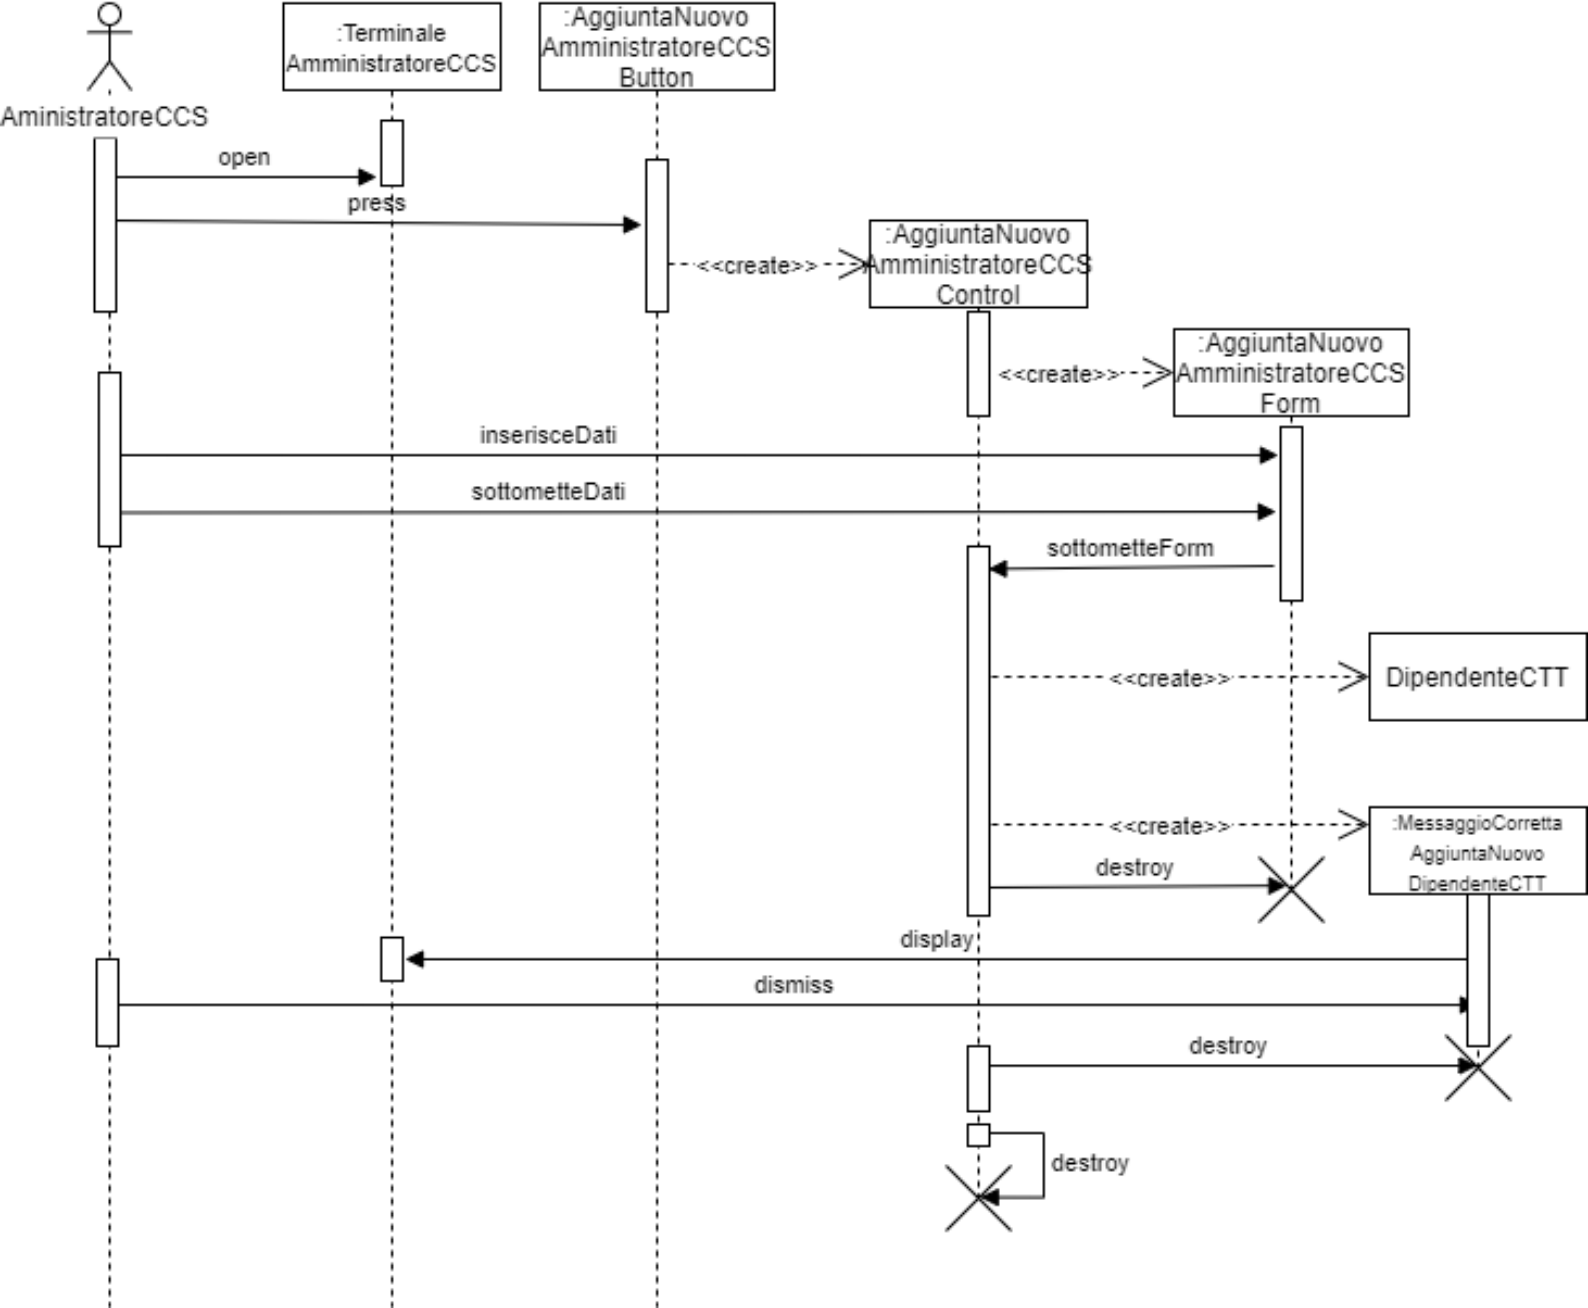 :Terminale
AmministratoreCCS
:AggiuntaNuovo
AmministratoreCCS
Button
AministratoreCCS
open
press
:AggiuntaNuovo
AmministratoreCCS
Control
<<create>>
:AggiuntaNuovo
AmministratoreCCS
Form
<<create>>
inserisceDati
sottometteDati
sottometteForm
<<create>>
DipendenteCTT
<<create>>
:MessaggioCorretta
AggiuntaNuovo
DipendenteCTT
destroy
display
dismiss
destroy
destroy